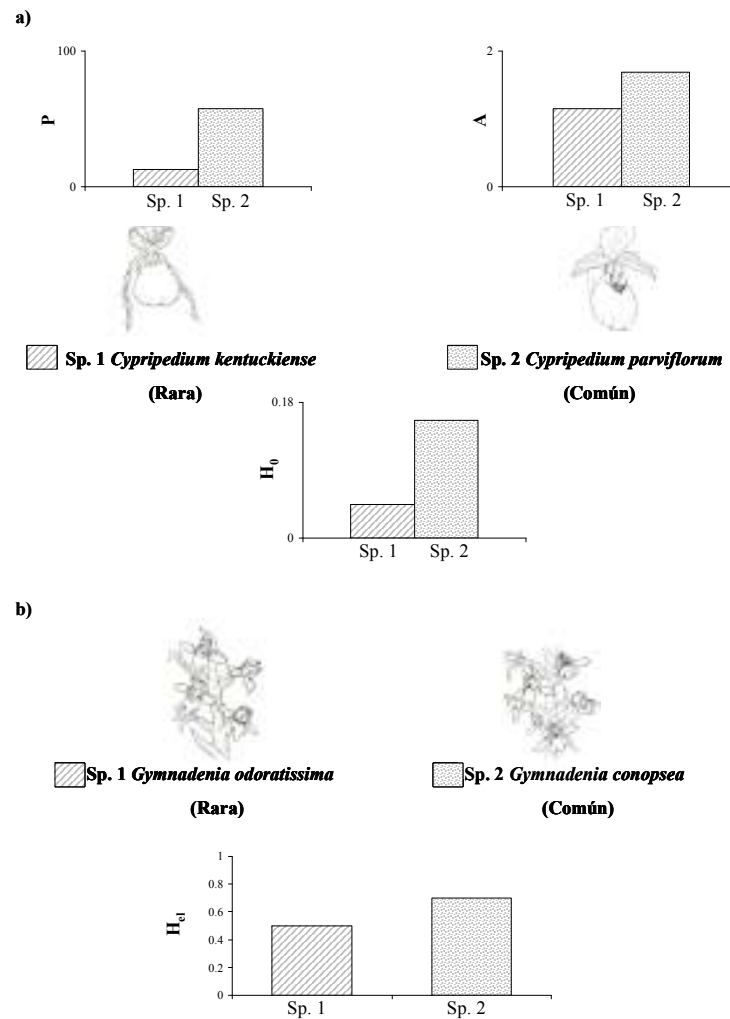 a)
100
P
0
Sp. 1 Sp. 2
2
A
0
Sp. 1 Sp. 2
Sp. 1 Cypripedium kentuckiense
(Rara)
Sp. 2 Cypripedium parviflorum
(Común)
0.18
H0
0
Sp. 1 Sp. 2
b)
Sp. 1 Gymnadenia odoratissima
(Rara)
Sp. 2 Gymnadenia conopsea
(Común)
1
0.8
0.6
0.4
0.2
0
Hel
Sp. 1 Sp. 2